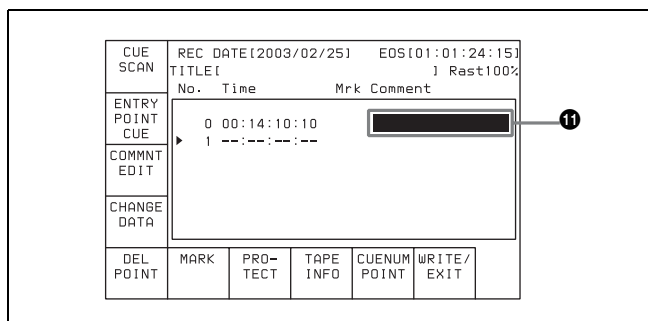 CUE
SCAN
REC DATE[2003/02/25] EOS[01:01:24:15]
TITLE[ ] Rast100%
No. Time Mrk Comment
ENTRY
POINT
CUE
0 00:14:10:10
1 --:--:--:--
⓫
COMMNT
EDIT
CHANGE
DATA
DEL
POINT
MARK
PRO-
TECT
TAPE
INFO
CUENUM
POINT
WRITE/
EXIT